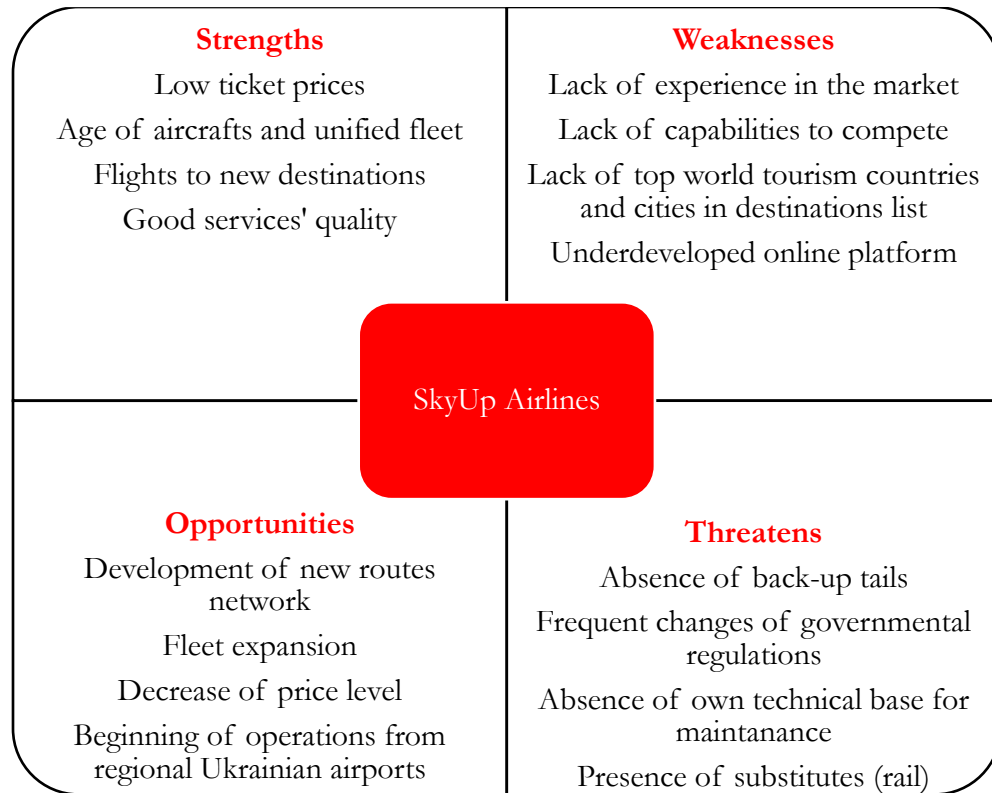 Strengths
Low ticket prices
Age of aircrafts and unified fleet
Flights to new destinations
Good services' quality
Weaknesses
Lack of experience in the market
Lack of capabilities to compete
Lack of top world tourism countries
and cities in destinations list
Underdeveloped online platform
SkyUp Airlines
Opportunities
Development of new routes
network
Fleet expansion
Decrease of price level
Beginning of operations from
regional Ukrainian airports
Threatens
Absence of back-up tails
Frequent changes of governmental
regulations
Absence of own technical base for
maintanance
Presence of substitutes (rail)